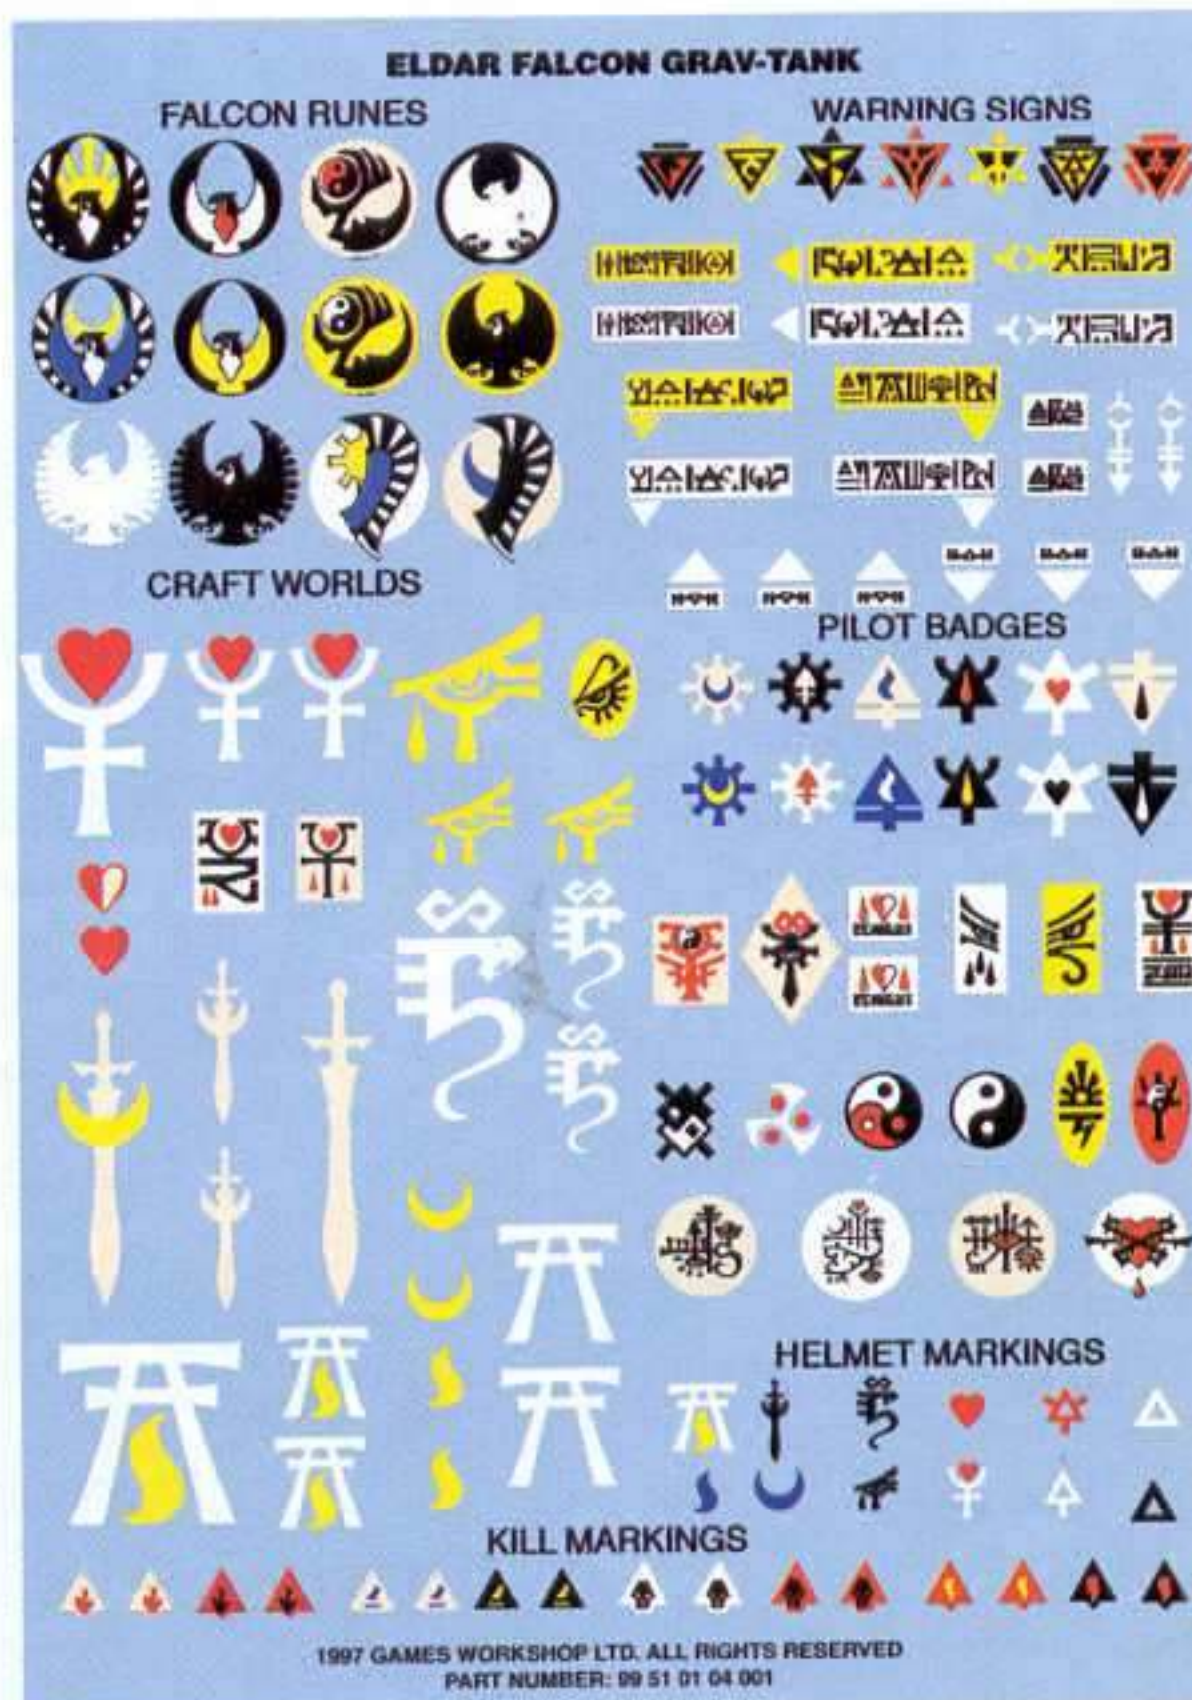 ELDAR FALCON GRAV-TANK
FALCON RUNES
WARNING SIGNS
CRAFT WORLDS
PILOT BADGES
HELMET MARKINGS
KILL MARKINGS
1997 GAMES WORKSHOP LTD. ALL RIGHTS RESERVED
PART NUMBER: 99 51 01 04 001